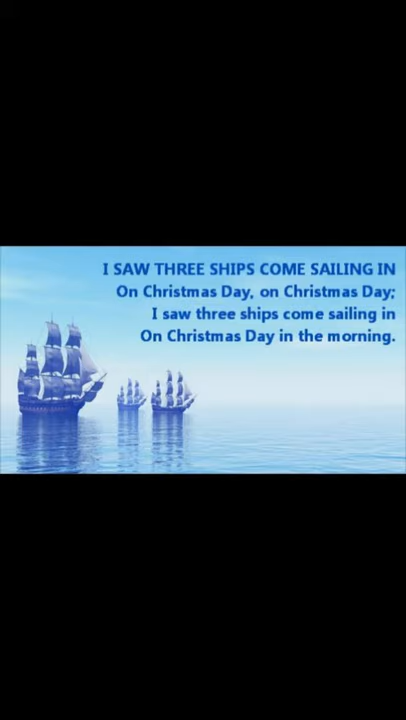 I SAW THREE SHIPS COME SAILING IN
On Christmas Day, on Christmas Day;
I saw three ships come sailing in
On Christmas Day in the morning.